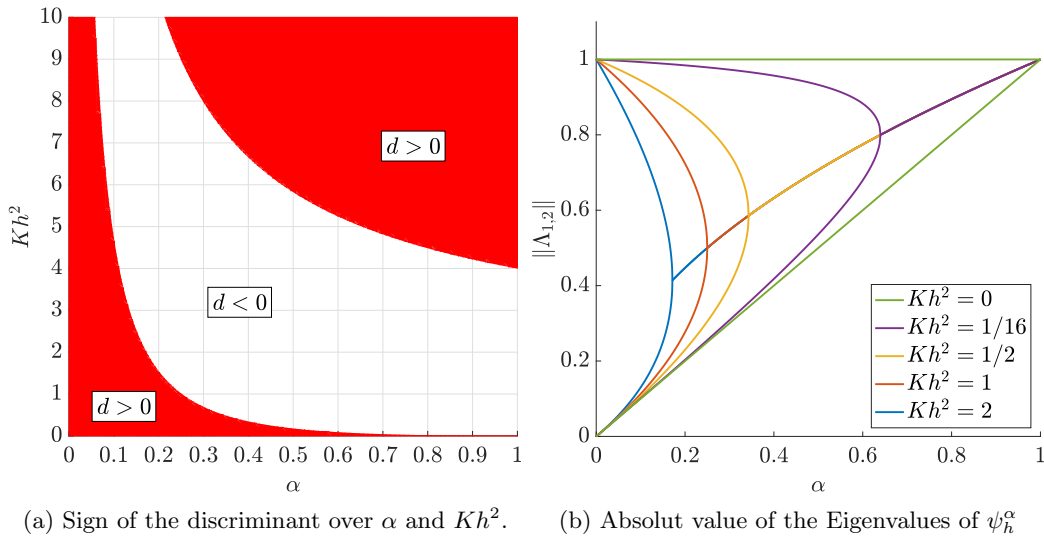 10
9
8
7
6
5
4
3
2
1
0
Kh²
d > 0
d < 0
d > 0
0 0.1 0.2 0.3 0.4 0.5 0.6 0.7 0.8 0.9 1
α
(a) Sign of the discriminant over α and Kh².
1
0.8
0.6
0.4
0.2
0
‖Λ₁,₂‖
Kh² = 0
Kh² = 1/16
Kh² = 1/2
Kh² = 1
Kh² = 2
0 0.2 0.4 0.6 0.8 1
α
(b) Absolut value of the Eigenvalues of ψₕᵅ